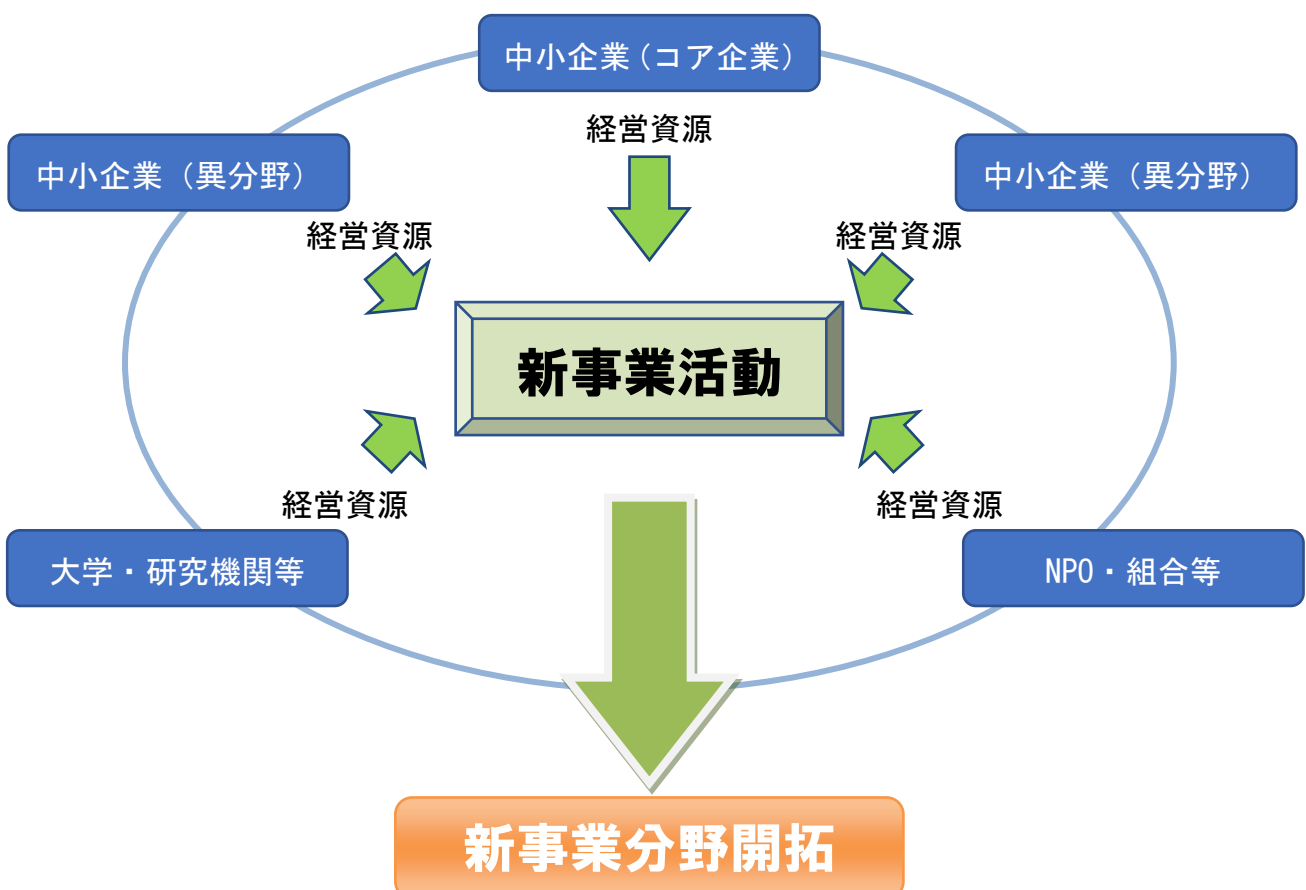 中小企業(コア企業)
経営資源
中小企業(異分野)
中小企業(異分野)
経営資源
経営資源
新事業活動
経営資源
経営資源
大学・研究機関等
NPO・組合等
新事業分野開拓